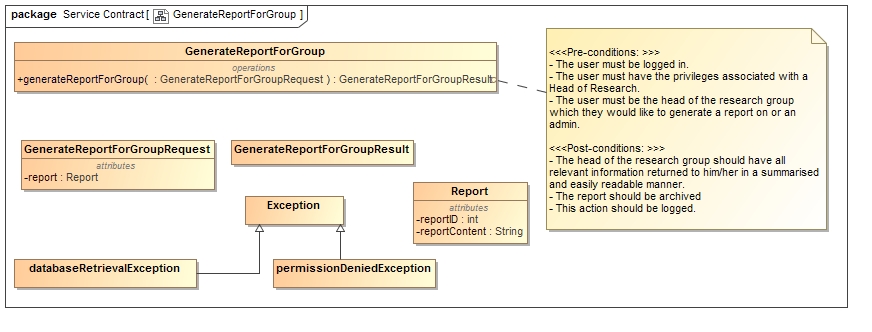 package Service Contract [ GenerateReportForGroup ]
GenerateReportForGroup
operations
+generateReportForGroup( : GenerateReportForGroupRequest ) : GenerateReportForGroupResult
<<<Pre-conditions: >>>
- The user must be logged in.
- The user must have the privileges associated with a
Head of Research.
- The user must be the head of the research group
which they would like to generate a report on or an
admin.
<<<Post-conditions: >>>
- The head of the research group should have all
relevant information returned to him/her in a summarised
and easily readable manner.
- The report should be archived
- This action should be logged.
GenerateReportForGroupRequest
attributes
-report : Report
GenerateReportForGroupResult
Exception
Report
attributes
-reportID : int
-reportContent : String
databaseRetrievalException
permissionDeniedException